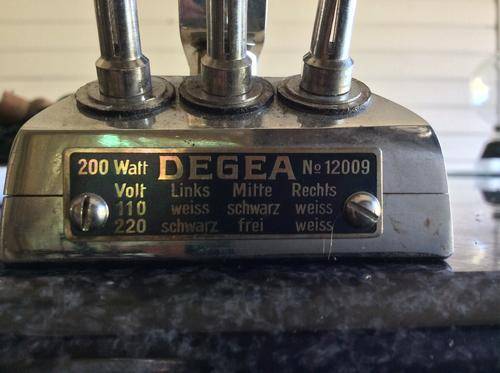 200 Watt DEGEA No 12009
Volt Links Mitte Rechts
110 weiss schwarz weiss
220 schwarz frei weiss